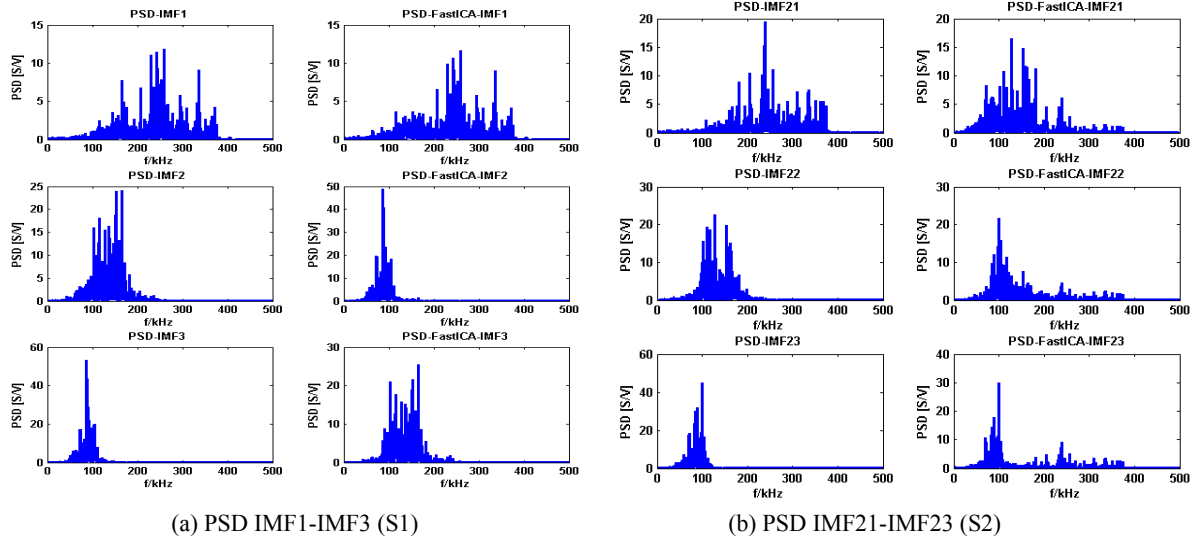 PSD-IMF1
PSD-FastICA-IMF1
PSD [S/V]
15
10
5
0
0 100 200 300 400 500
f/kHz
15
10
5
0
0 100 200 300 400 500
f/kHz
PSD-IMF2
PSD-FastICA-IMF2
PSD [S/V]
25
20
15
10
5
0
0 100 200 300 400 500
f/kHz
PSD [S/V]
50
40
30
20
10
0
0 100 200 300 400 500
f/kHz
PSD-IMF3
PSD-FastICA-IMF3
PSD [S/V]
60
40
20
0
0 100 200 300 400 500
f/kHz
PSD [S/V]
30
20
10
0
0 100 200 300 400 500
f/kHz
(a) PSD IMF1-IMF3 (S1)
PSD-IMF21
PSD-FastICA-IMF21
PSD [S/V]
20
15
10
5
0
0 100 200 300 400 500
f/kHz
PSD [S/V]
20
15
10
5
0
0 100 200 300 400 500
f/kHz
PSD-IMF22
PSD-FastICA-IMF22
PSD [S/V]
30
20
10
0
0 100 200 300 400 500
f/kHz
PSD [S/V]
30
20
10
0
0 100 200 300 400 500
f/kHz
PSD-IMF23
PSD-FastICA-IMF23
PSD [S/V]
60
40
20
0
0 100 200 300 400 500
f/kHz
PSD [S/V]
40
30
20
10
0
0 100 200 300 400 500
f/kHz
(b) PSD IMF21-IMF23 (S2)